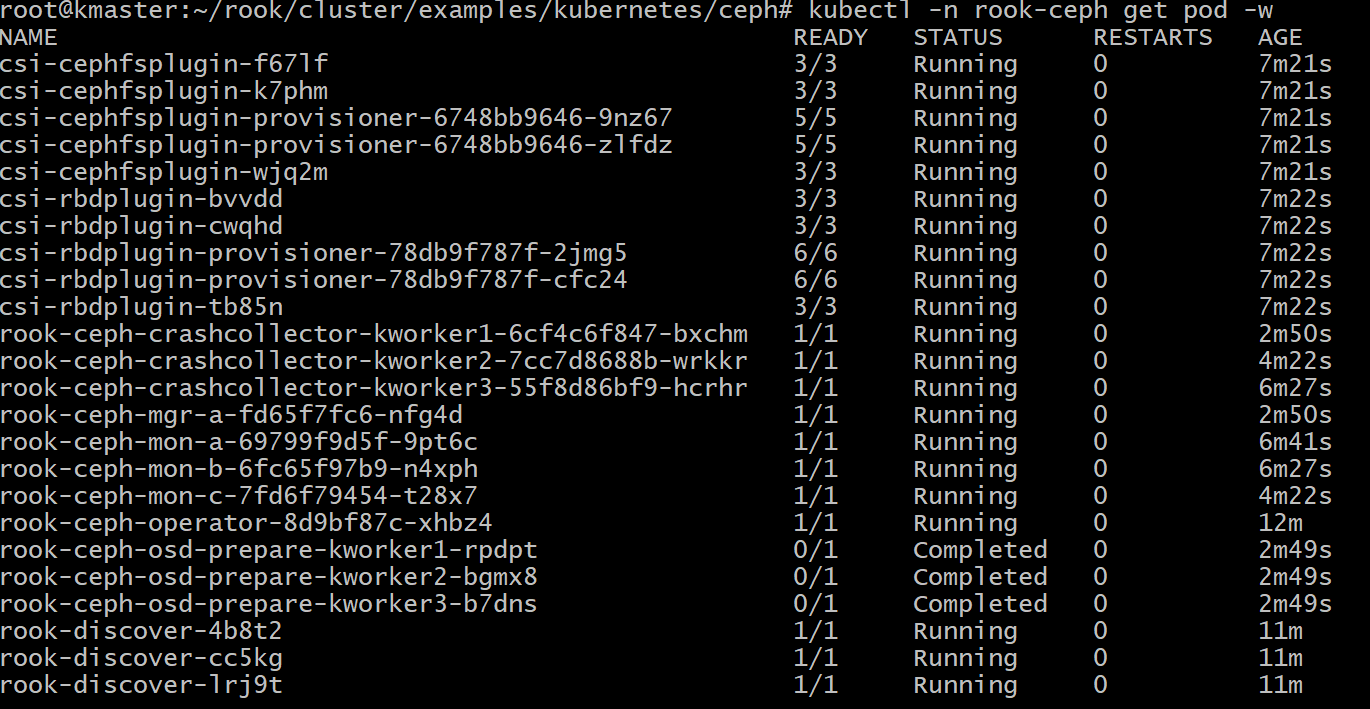 root@kmaster:~/rook/cluster/examples/kubernetes/ceph# kubectl -n rook-ceph get pod -w
NAME READY STATUS RESTARTS AGE
csi-cephfsplugin-f67lf 3/3 Running 0 7m21s
csi-cephfsplugin-k7phm 3/3 Running 0 7m21s
csi-cephfsplugin-provisioner-6748bb9646-9nz67 5/5 Running 0 7m21s
csi-cephfsplugin-provisioner-6748bb9646-zlfdz 5/5 Running 0 7m21s
csi-cephfsplugin-wjq2m 3/3 Running 0 7m21s
csi-rbdplugin-bvvdd 3/3 Running 0 7m22s
csi-rbdplugin-cwqhd 3/3 Running 0 7m22s
csi-rbdplugin-provisioner-78db9f787f-2jmg5 6/6 Running 0 7m22s
csi-rbdplugin-provisioner-78db9f787f-cfc24 6/6 Running 0 7m22s
csi-rbdplugin-tb85n 3/3 Running 0 7m22s
rook-ceph-crashcollector-kworker1-6cf4c6f847-bxchm 1/1 Running 0 2m50s
rook-ceph-crashcollector-kworker2-7cc7d8688b-wrkkr 1/1 Running 0 4m22s
rook-ceph-crashcollector-kworker3-55f8d86bf9-hcrhr 1/1 Running 0 6m27s
rook-ceph-mgr-a-fd65f7fc6-nfg4d 1/1 Running 0 2m50s
rook-ceph-mon-a-69799f9d5f-9pt6c 1/1 Running 0 6m41s
rook-ceph-mon-b-6fc65f97b9-n4xph 1/1 Running 0 6m27s
rook-ceph-mon-c-7fd6f79454-t28x7 1/1 Running 0 4m22s
rook-ceph-operator-8d9bf87c-xhbz4 1/1 Running 0 12m
rook-ceph-osd-prepare-kworker1-rpdpt 0/1 Completed 0 2m49s
rook-ceph-osd-prepare-kworker2-bgmx8 0/1 Completed 0 2m49s
rook-ceph-osd-prepare-kworker3-b7dns 0/1 Completed 0 2m49s
rook-discover-4b8t2 1/1 Running 0 11m
rook-discover-cc5kg 1/1 Running 0 11m
rook-discover-lrj9t 1/1 Running 0 11m